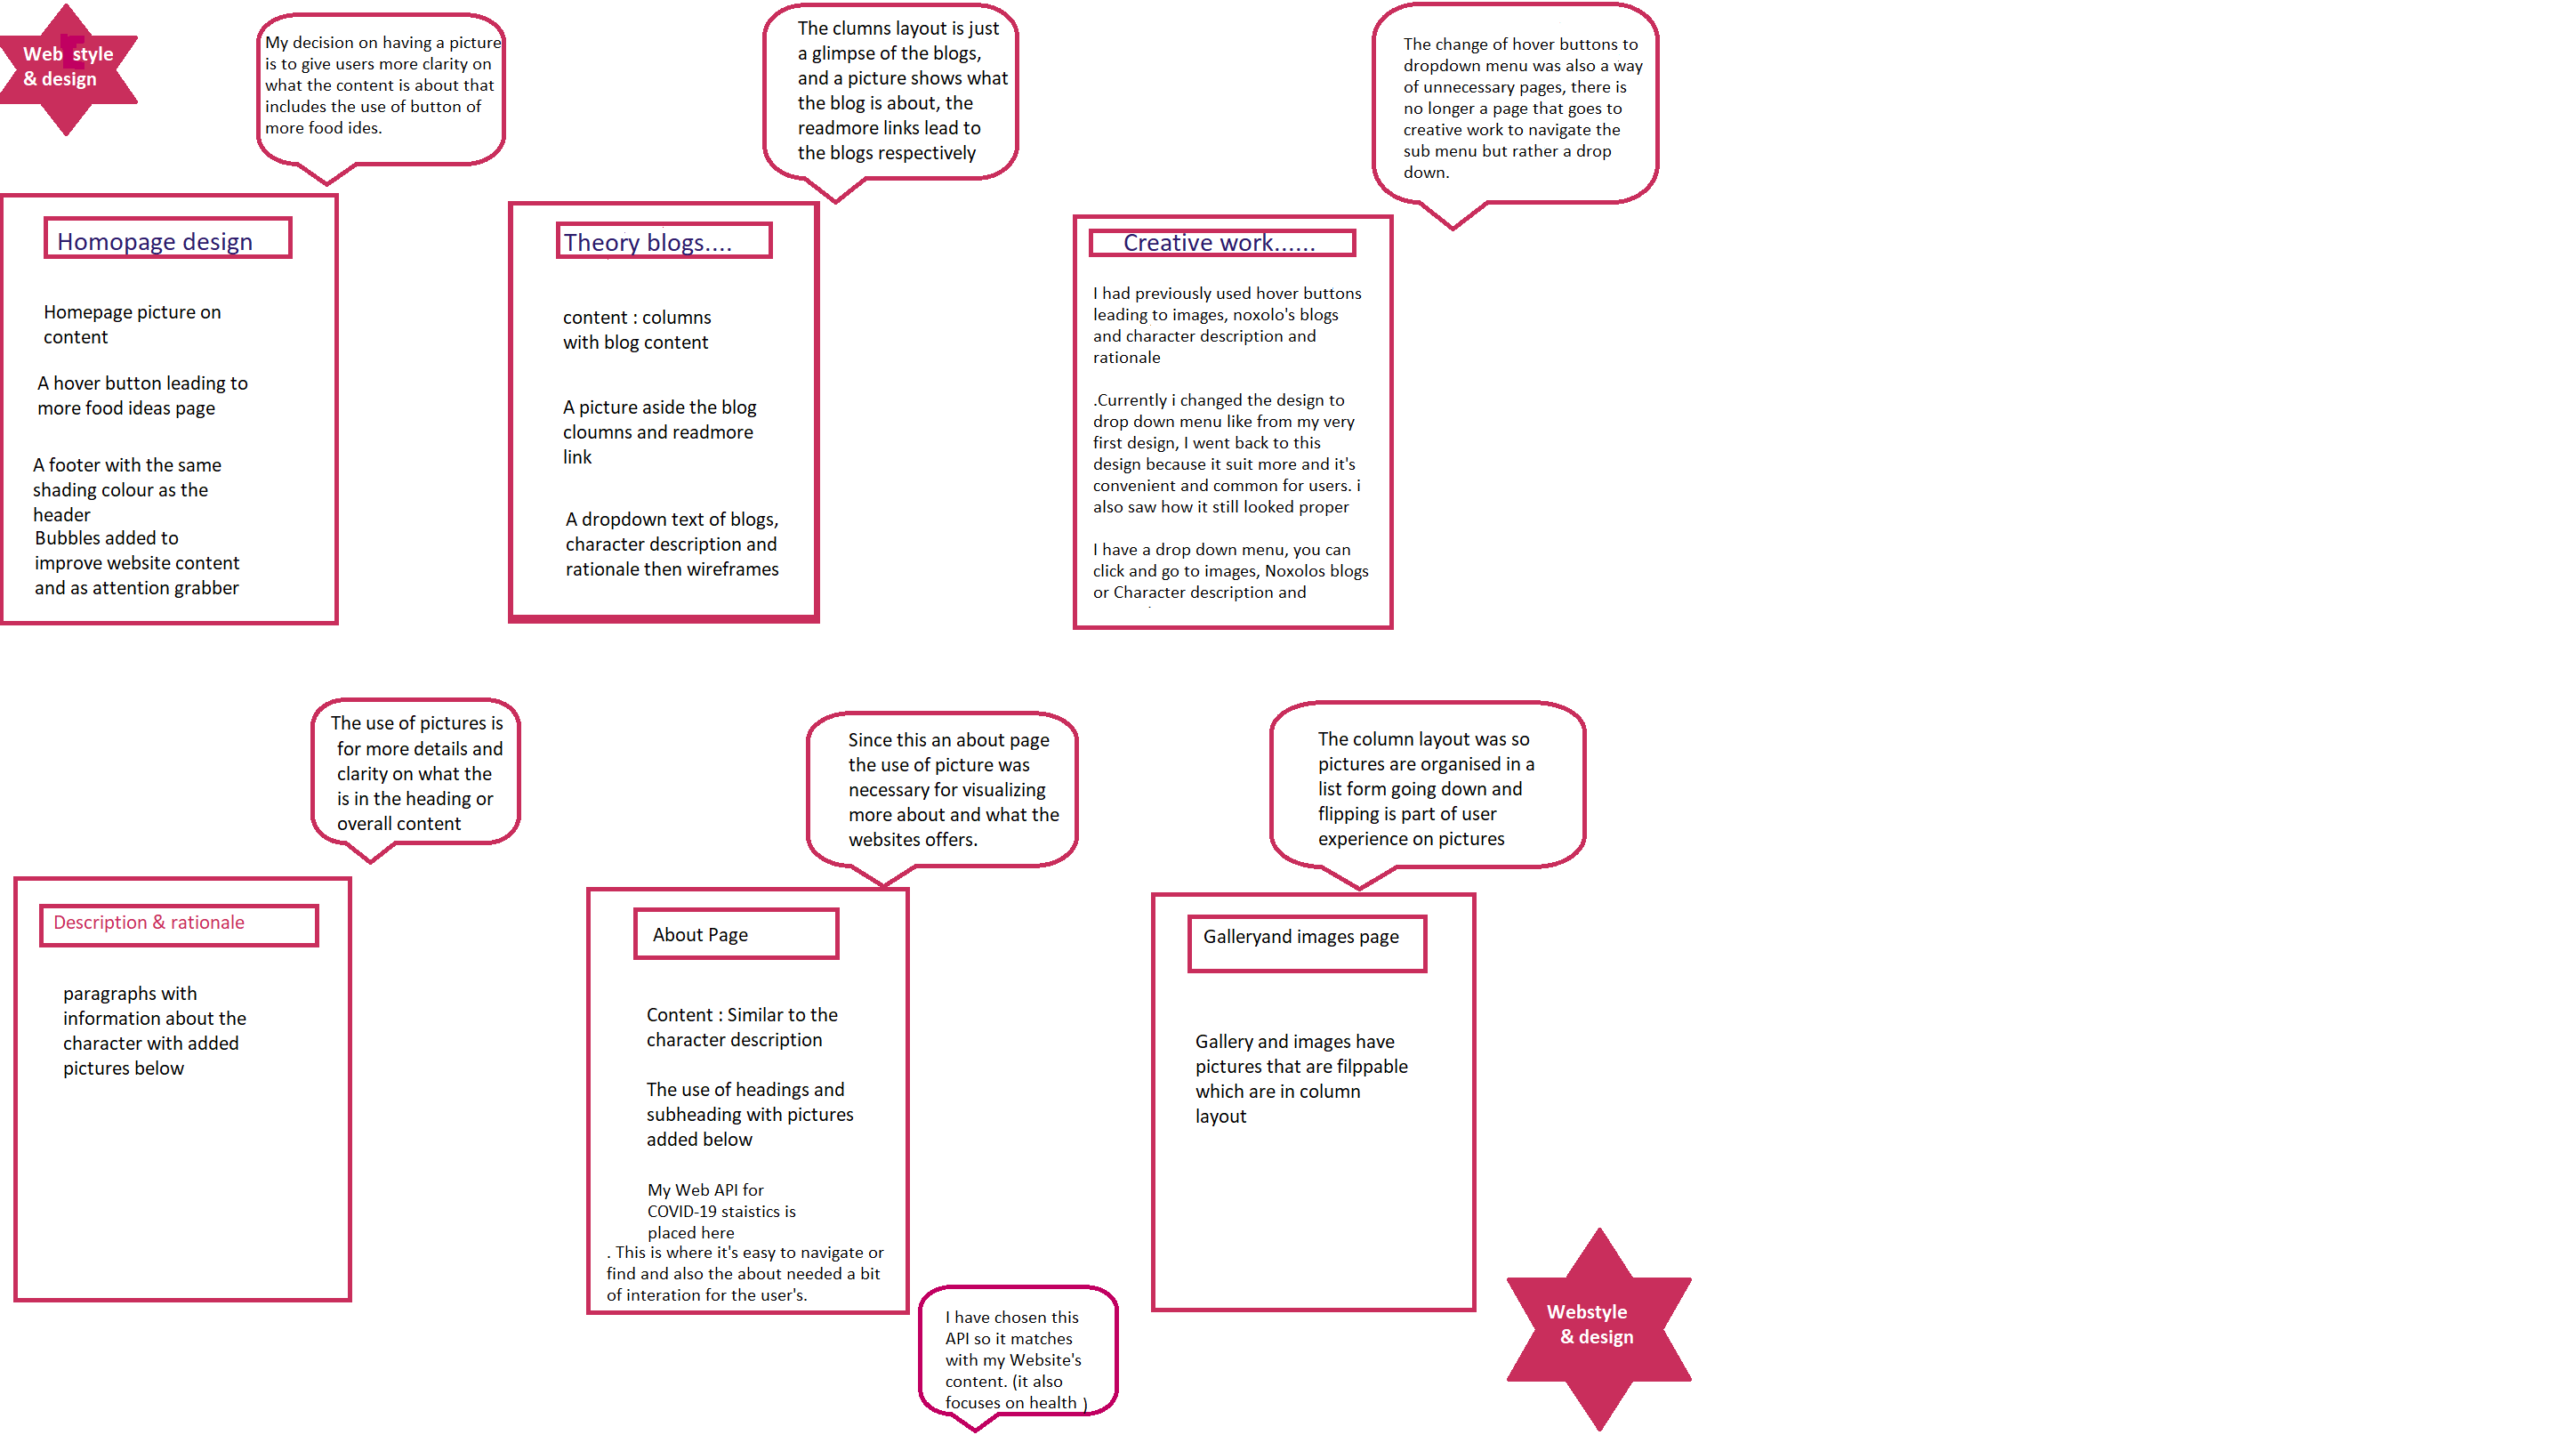 Web style
& design
My decision on having a picture
is to give users more clarity on
what the content is about that
includes the use of button of
more food ides.
The clumns layout is just
a glimpse of the blogs,
and a picture shows what
the blog is about, the
readmore links lead to
the blogs respectively
The change of hover buttons to
dropdown menu was also a way
of unnecessary pages, there is
no longer a page that goes to
creative work to navigate the
sub menu but rather a drop
down.
Homopage design
Homepage picture on
content
A hover button leading to
more food ideas page
A footer with the same
shading colour as the
header
Bubbles added to
improve website content
and as attention grabber
Theory blogs....
content : columns
with blog content
A picture aside the blog
cloumns and readmore
link
A dropdown text of blogs,
character description and
rationale then wireframes
Creative work......
I had previously used hover buttons
leading to images, noxolo's blogs
and character description and
rationale
.Currently i changed the design to
drop down menu like from my very
first design, I went back to this
design because it suit more and it's
convenient and common for users. i
also saw how it still looked proper
I have a drop down menu, you can
click and go to images, Noxolos blogs
or Character description and
The use of pictures is
for more details and
clarity on what the
is in the heading or
overall content
Since this an about page
the use of picture was
necessary for visualizing
more about and what the
websites offers.
The column layout was so
pictures are organised in a
list form going down and
flipping is part of user
experience on pictures
Description & rationale
paragraphs with
information about the
character with added
pictures below
About Page
Content : Similar to the
character description
The use of headings and
subheading with pictures
added below
My Web API for
COVID-19 staistics is
placed here
. This is where it's easy to navigate or
find and also the about needed a bit
of interation for the user's.
I have chosen this
API so it matches
with my Website's
content. (it also
focuses on health )
Galleryand images page
Gallery and images have
pictures that are filppable
which are in column
layout
Webstyle
& design